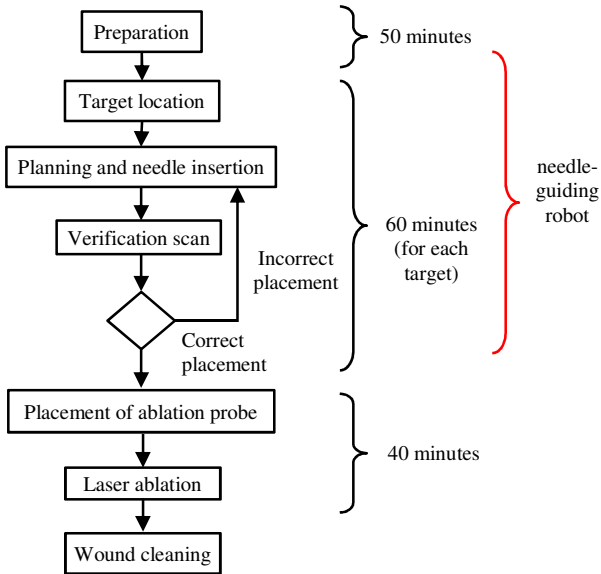 Preparation
50 minutes
Target location
Planning and needle insertion
needle-
guiding
robot
Verification scan
60 minutes
(for each
target)
Incorrect
placement
Correct
placement
Placement of ablation probe
40 minutes
Laser ablation
Wound cleaning